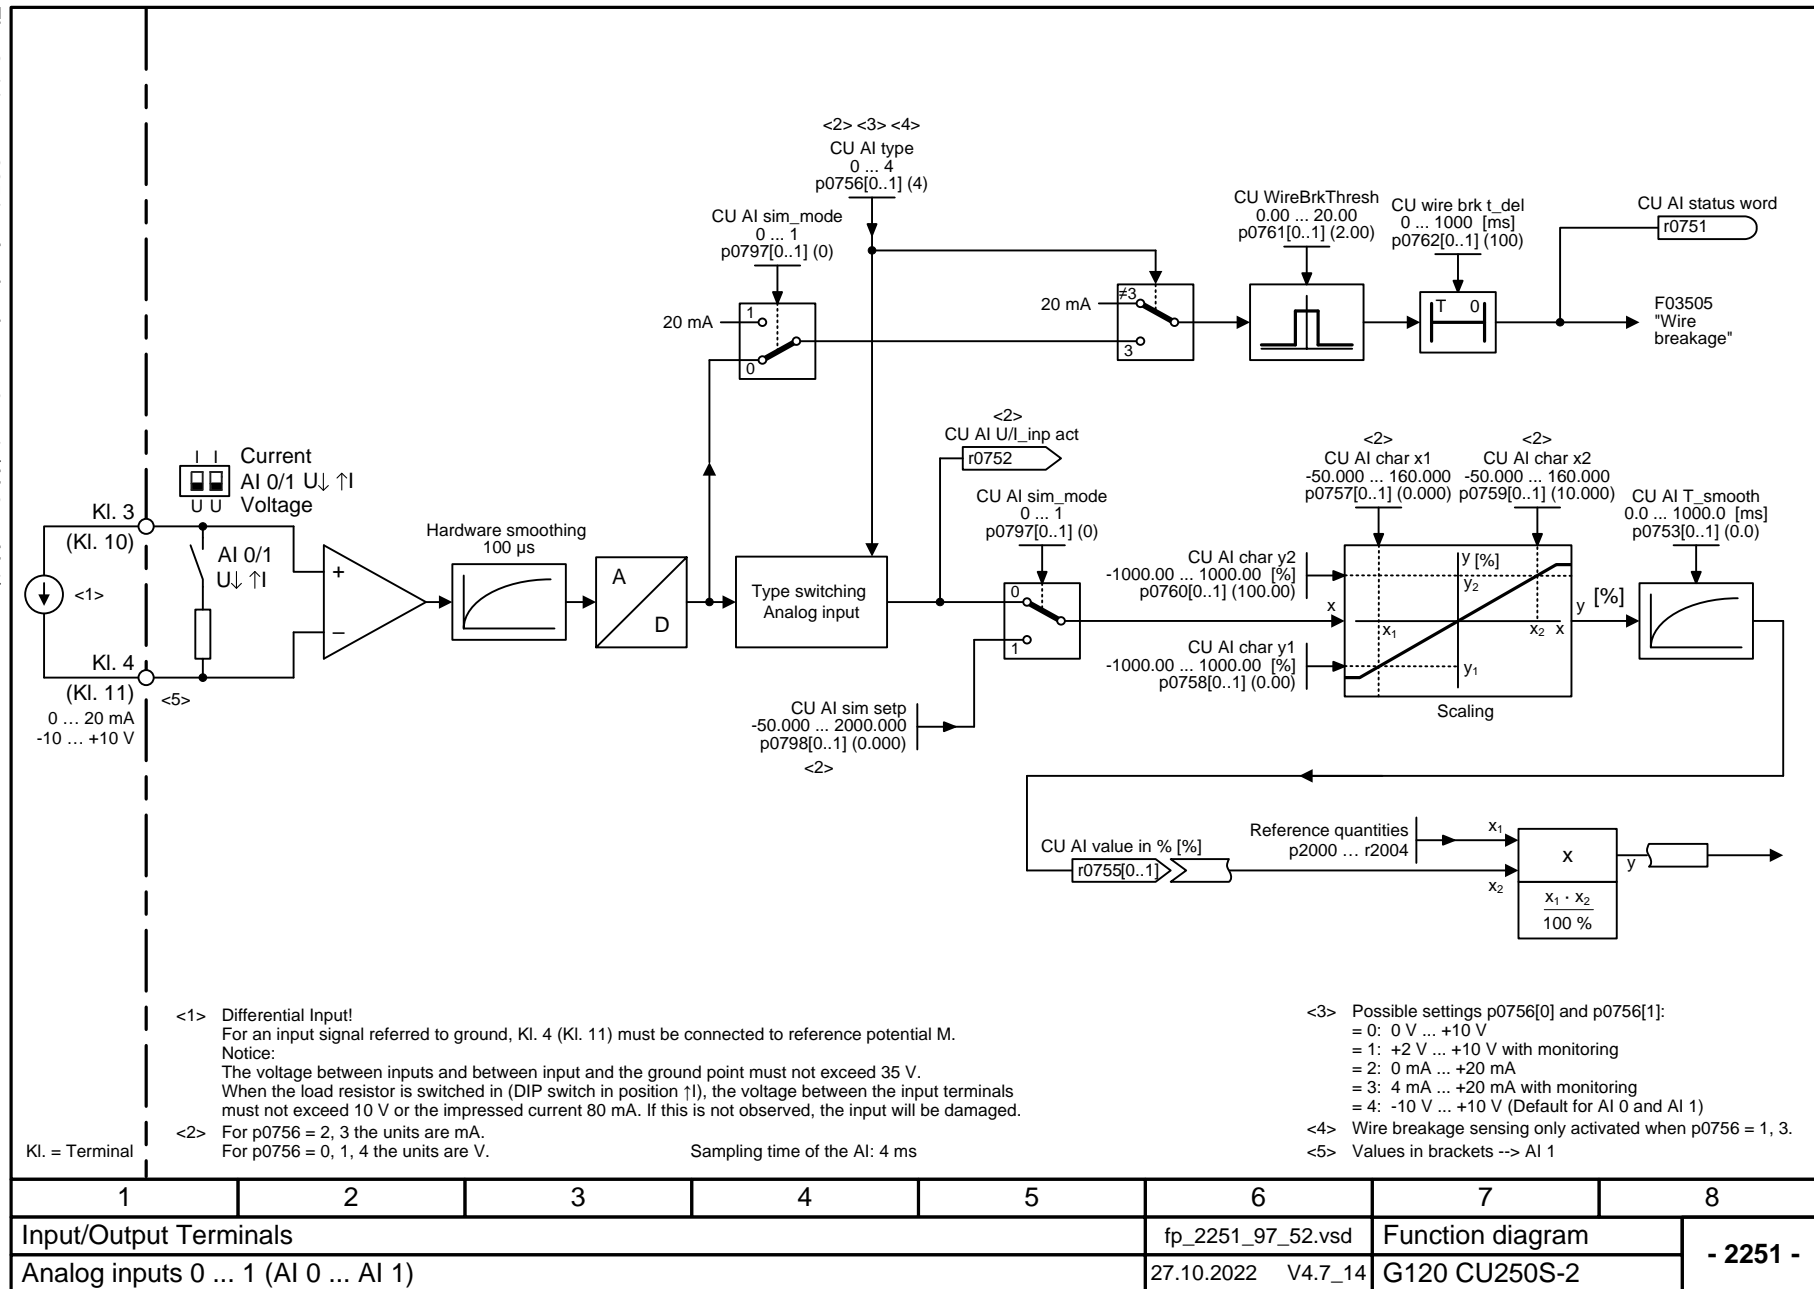 <2> <3> <4>
CU AI type
0 ... 4
p0756[0..1] (4)
CU AI sim_mode
0 ... 1
p0797[0..1] (0)
CU WireBrkThresh
0.00 ... 20.00
p0761[0..1] (2.00)
CU wire brk t_del
0 ... 1000 [ms]
p0762[0..1] (100)
CU AI status word
r0751
20 mA
1
0
20 mA
≠3
3
T 0
F03505
"Wire
breakage"
I I
U U
Current
AI 0/1 U↓ ↑I
Voltage
Kl. 3
(Kl. 10)
<1>
AI 0/1
U↓ ↑I
Kl. 4
(Kl. 11)
<5>
0 ... 20 mA
-10 ... +10 V
+
–
Hardware smoothing
100 µs
A
D
Type switching
Analog input
<2>
CU AI U/I_inp act
r0752
CU AI sim_mode
0 ... 1
p0797[0..1] (0)
0
1
CU AI sim setp
-50.000 ... 2000.000
p0798[0..1] (0.000)
<2>
<2>
CU AI char x1
-50.000 ... 160.000
p0757[0..1] (0.000)
<2>
CU AI char x2
-50.000 ... 160.000
p0759[0..1] (10.000)
CU AI T_smooth
0.0 ... 1000.0 [ms]
p0753[0..1] (0.0)
CU AI char y2
-1000.00 ... 1000.00 [%]
p0760[0..1] (100.00)
x
CU AI char y1
-1000.00 ... 1000.00 [%]
p0758[0..1] (0.00)
y [%]
y₂
x₁
x₂ x
y₁
y [%]
Scaling
CU AI value in % [%]
r0755[0..1]
Reference quantities
p2000 ... r2004
x₁
x₂
x
x₁ · x₂
100 %
y
<1> Differential Input!
For an input signal referred to ground, Kl. 4 (Kl. 11) must be connected to reference potential M.
Notice:
The voltage between inputs and between input and the ground point must not exceed 35 V.
When the load resistor is switched in (DIP switch in position ↑I), the voltage between the input terminals
must not exceed 10 V or the impressed current 80 mA. If this is not observed, the input will be damaged.
<2> For p0756 = 2, 3 the units are mA.
For p0756 = 0, 1, 4 the units are V.
Sampling time of the AI: 4 ms
Kl. = Terminal
<3> Possible settings p0756[0] and p0756[1]:
= 0: 0 V ... +10 V
= 1: +2 V ... +10 V with monitoring
= 2: 0 mA ... +20 mA
= 3: 4 mA ... +20 mA with monitoring
= 4: -10 V ... +10 V (Default for AI 0 and AI 1)
<4> Wire breakage sensing only activated when p0756 = 1, 3.
<5> Values in brackets --> AI 1
1 2 3 4 5 6 7 8
Input/Output Terminals
fp_2251_97_52.vsd
Function diagram
- 2251 -
Analog inputs 0 ... 1 (AI 0 ... AI 1)
27.10.2022 V4.7_14
G120 CU250S-2